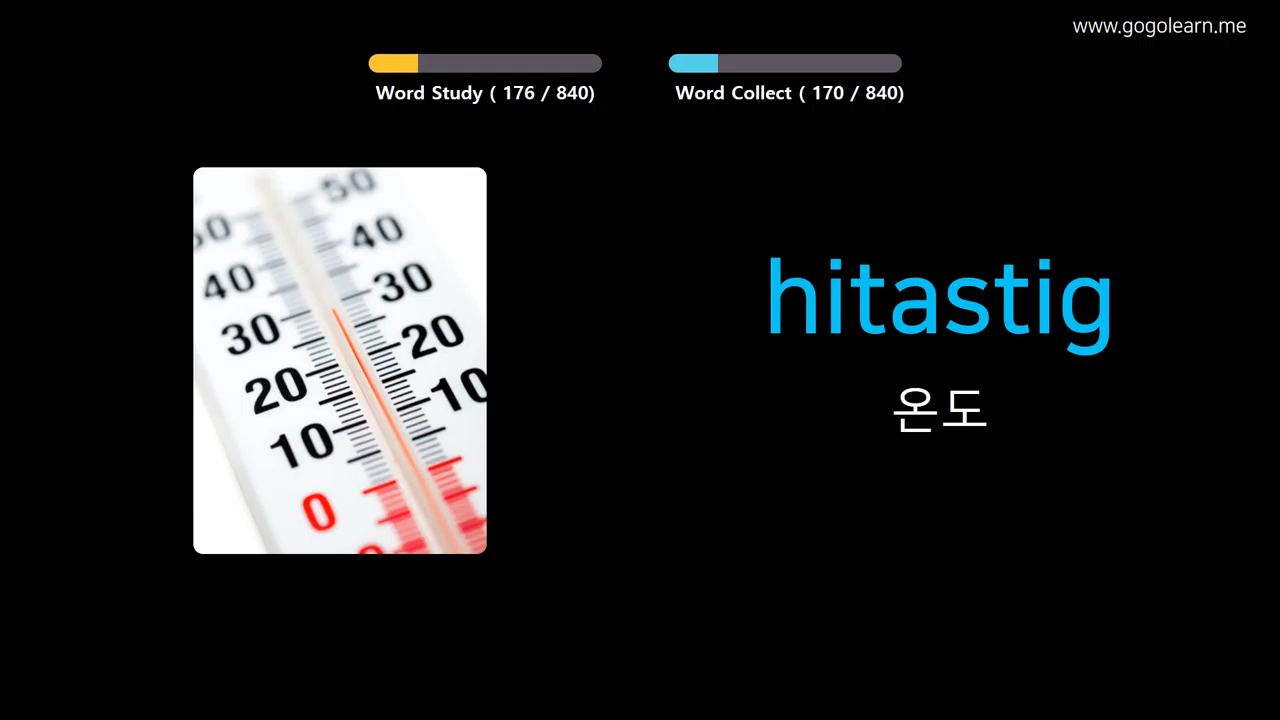 www.gogolearn.me
Word Study ( 176 / 840)
Word Collect ( 170 / 840)
50
50
40
40
30
30
20
20
10
10
0
hitastig
온도